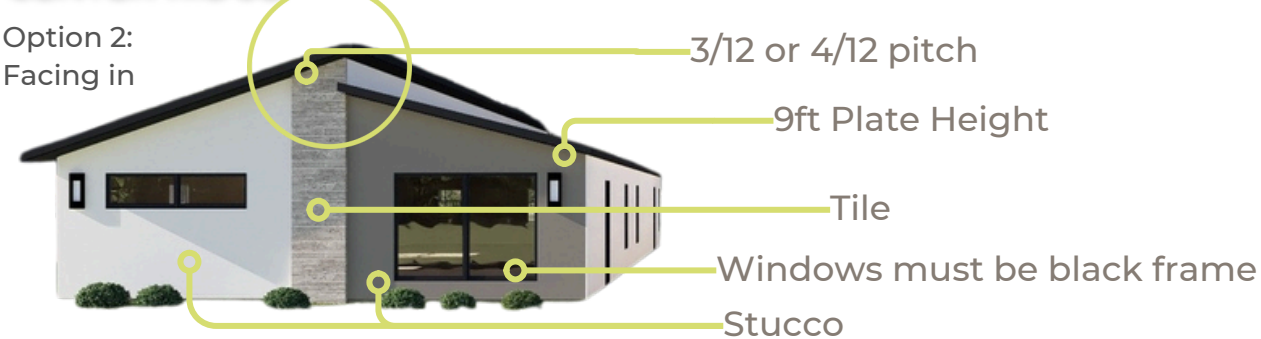 Option 2:
Facing in
3/12 or 4/12 pitch
9ft Plate Height
Tile
Windows must be black frame
Stucco